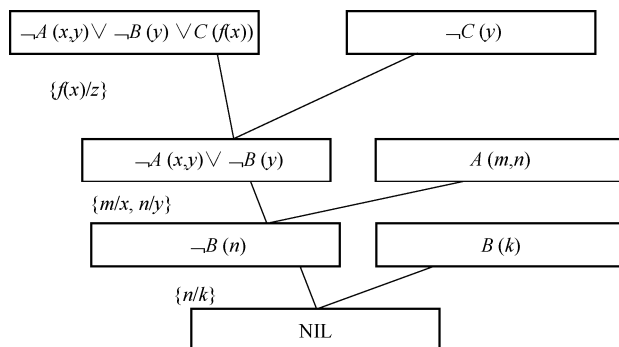 ¬A (x,y)∨ ¬B (y) ∨C (f(x))
¬C (y)
{f(x)/z}
¬A (x,y)∨ ¬B (y)
A (m,n)
{m/x, n/y}
¬B (n)
B (k)
{n/k}
NIL